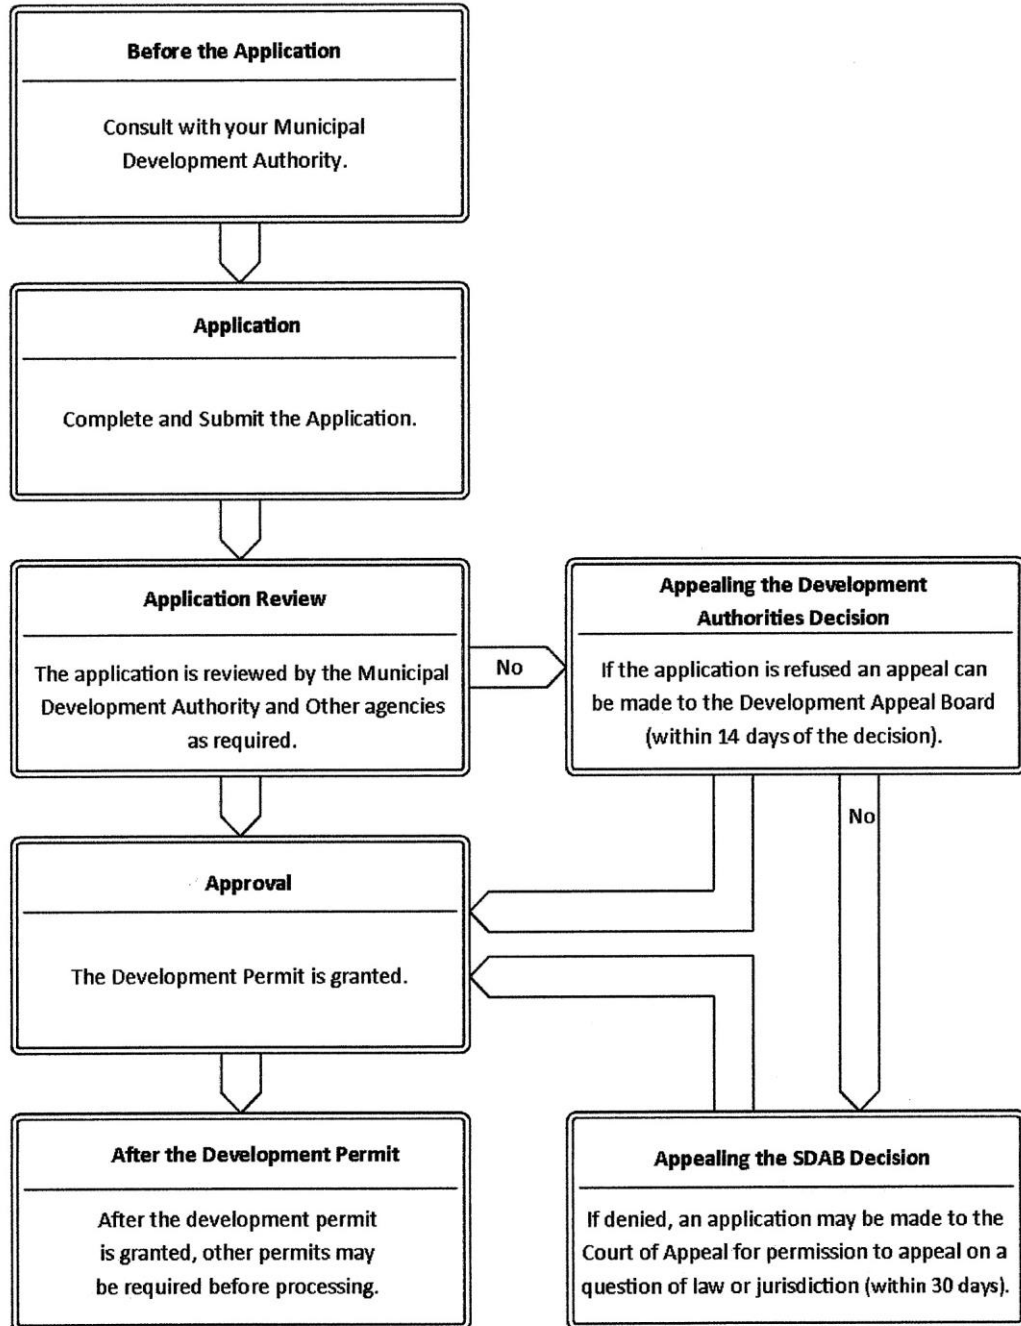 Before the Application
Consult with your Municipal
Development Authority.
Application
Complete and Submit the Application.
Application Review
The application is reviewed by the Municipal
Development Authority and Other agencies
as required.
No
Appealing the Development
Authorities Decision
If the application is refused an appeal can
be made to the Development Appeal Board
(within 14 days of the decision).
No
Approval
The Development Permit is granted.
After the Development Permit
After the development permit
is granted, other permits may
be required before processing.
Appealing the SDAB Decision
If denied, an application may be made to the
Court of Appeal for permission to appeal on a
question of law or jurisdiction (within 30 days).